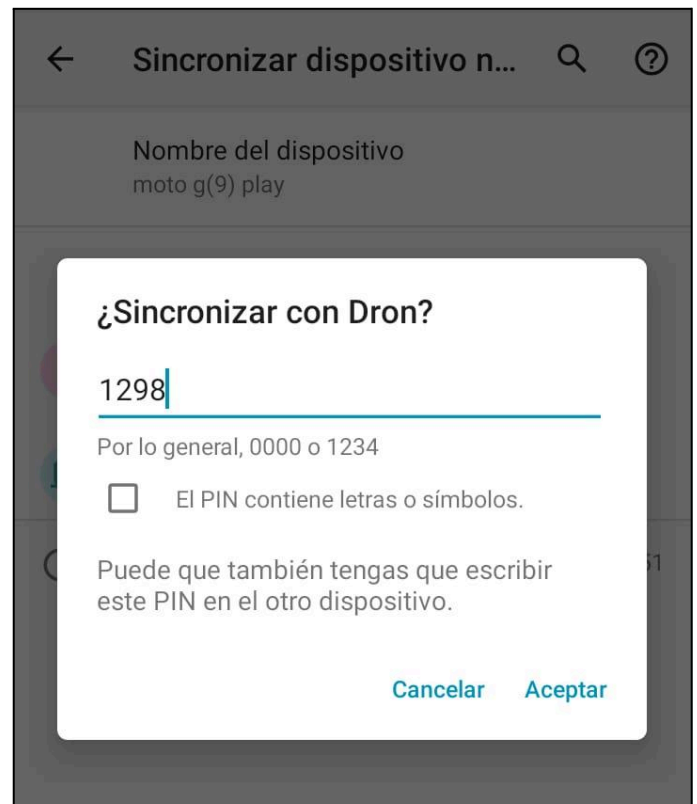 Sincronizar dispositivo n...
Nombre del dispositivo
moto g(9) play
¿Sincronizar con Dron?
1298
Por lo general, 0000 o 1234
El PIN contiene letras o símbolos.
51
Puede que también tengas que escribir
este PIN en el otro dispositivo.
Cancelar Aceptar